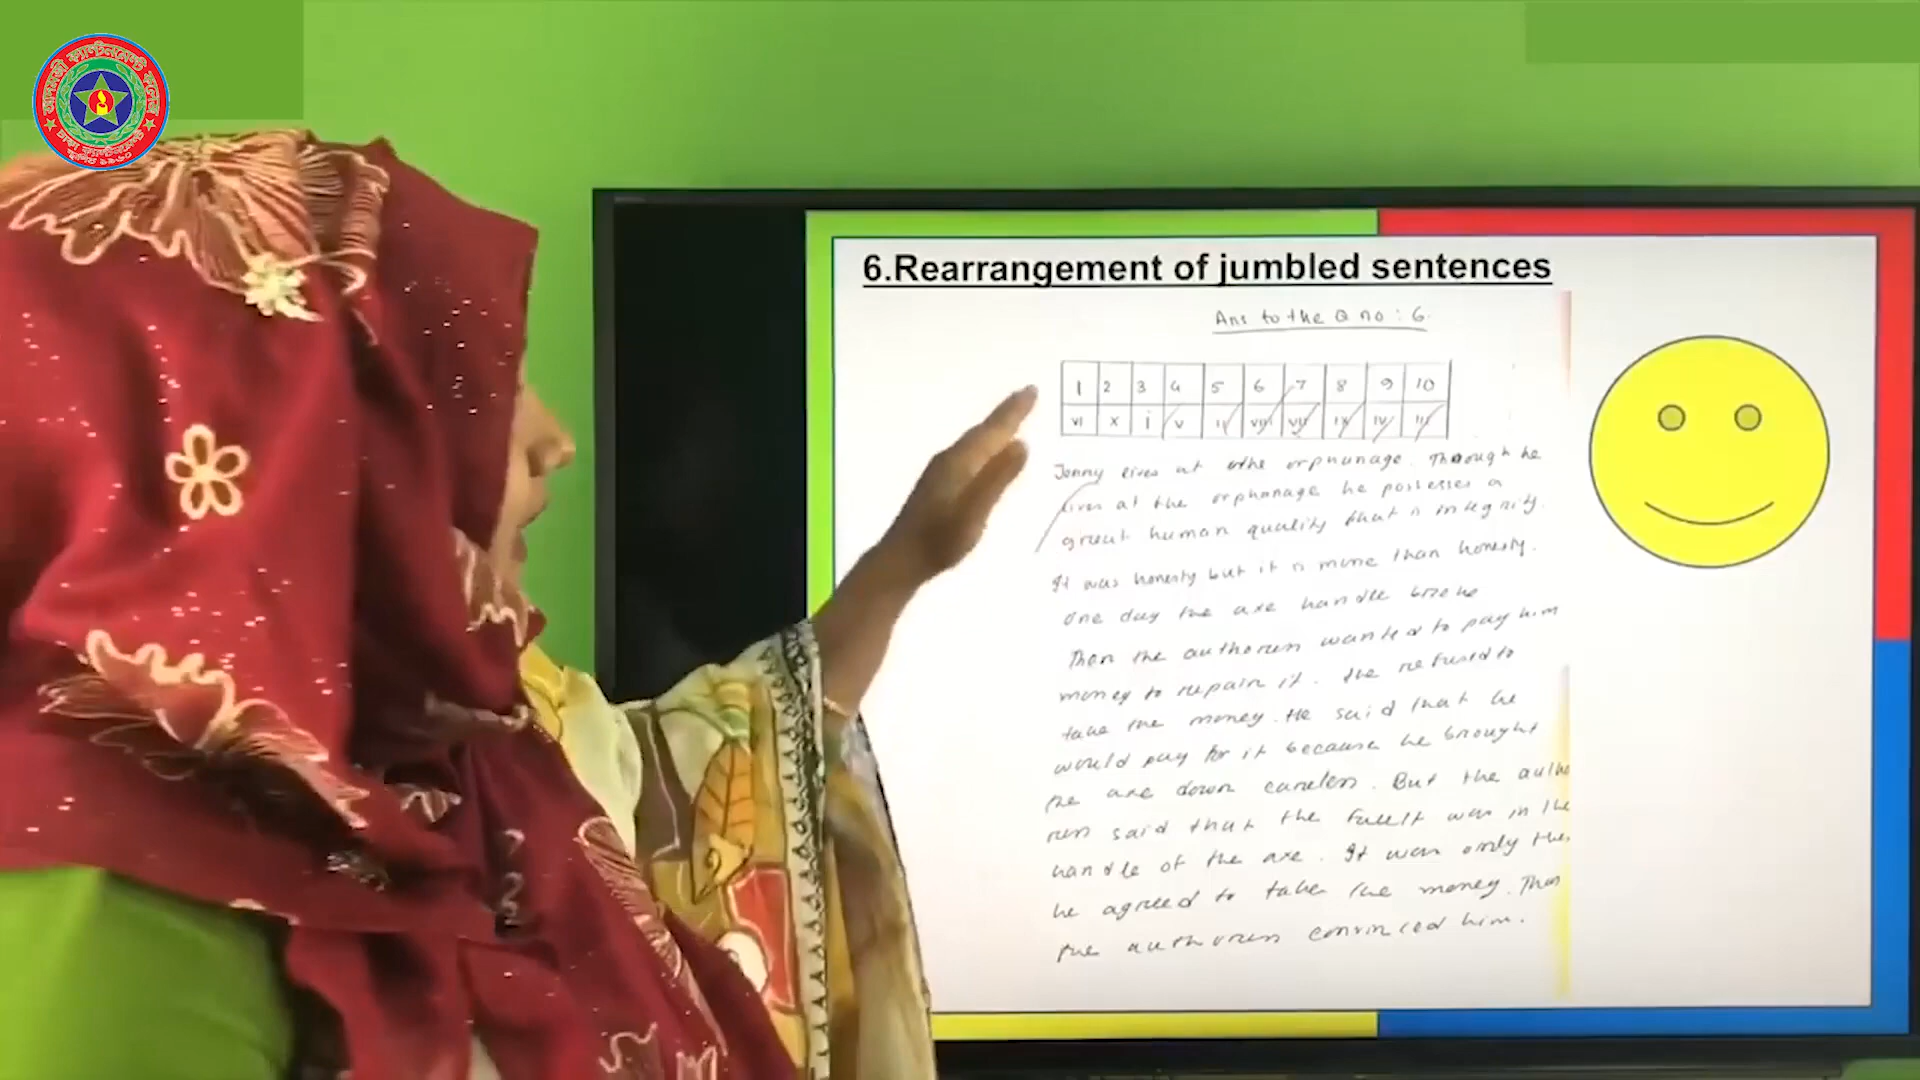 আদমজী ক্যান্টনমেন্ট কলেজ
ঢাকা ক্যান্টনমেন্ট
স্থাপিত ১৯৬০
6.Rearrangement of jumbled sentences
Ans to the Q no : 6.
1 2 3 4 5 6 7 8 9 10
vi x i v ii viii vii ix iv iii
Jenny lives at the orphanage. Though he
lives at the orphanage he possesses a
great human quality that is integrity.
It was honesty but it is more than honesty.
One day the axe handle broke
Then the authoress wanted to pay him
money to repair it. He refused to
take the money. He said that he
would pay for it because he brought
the axe down careless. But the autho
ress said that the fault was in the
handle of the axe. It was only then
he agreed to take the money. Thus
the authoress convinced him.